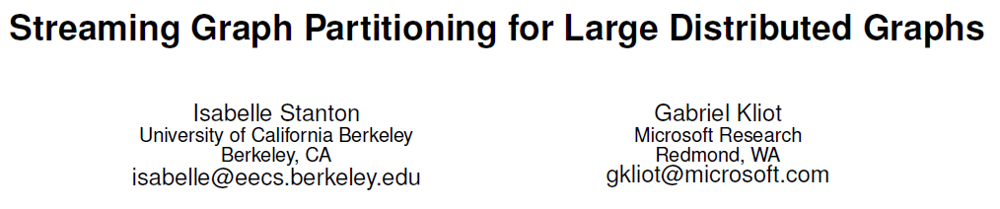 Streaming Graph Partitioning for Large Distributed Graphs
Isabelle Stanton
University of California Berkeley
Berkeley, CA
isabelle@eecs.berkeley.edu
Gabriel Kliot
Microsoft Research
Redmond, WA
gkliot@microsoft.com